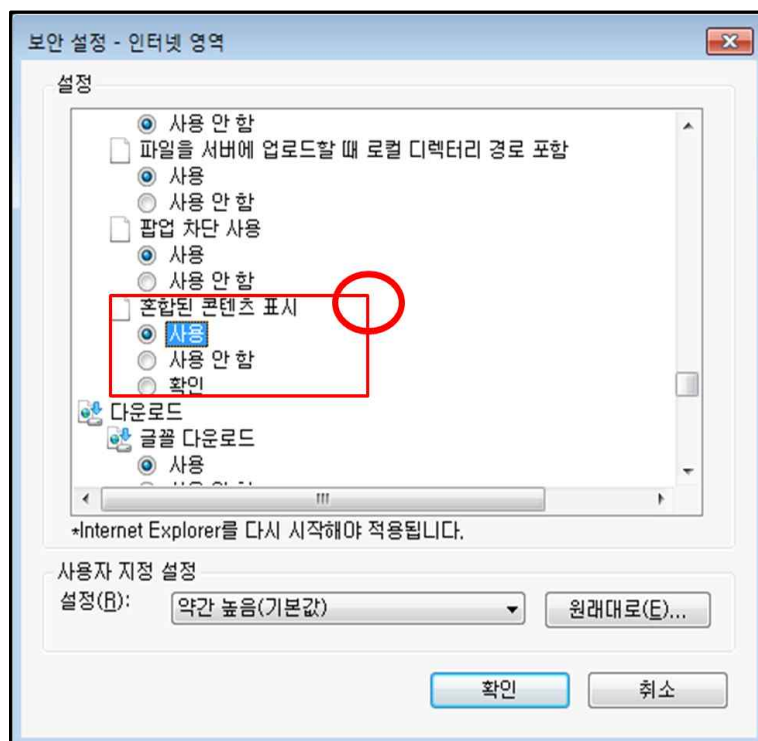 보안 설정 - 인터넷 영역
설정
사용 안 함
파일을 서버에 업로드할 때 로컬 디렉터리 경로 포함
사용
사용 안 함
팝업 차단 사용
사용
사용 안 함
혼합된 콘텐츠 표시
사용
사용 안 함
확인
다운로드
글꼴 다운로드
사용
*Internet Explorer를 다시 시작해야 적용됩니다.
사용자 지정 설정
설정(R): 약간 높음(기본값) 원래대로(E)...
확인 취소